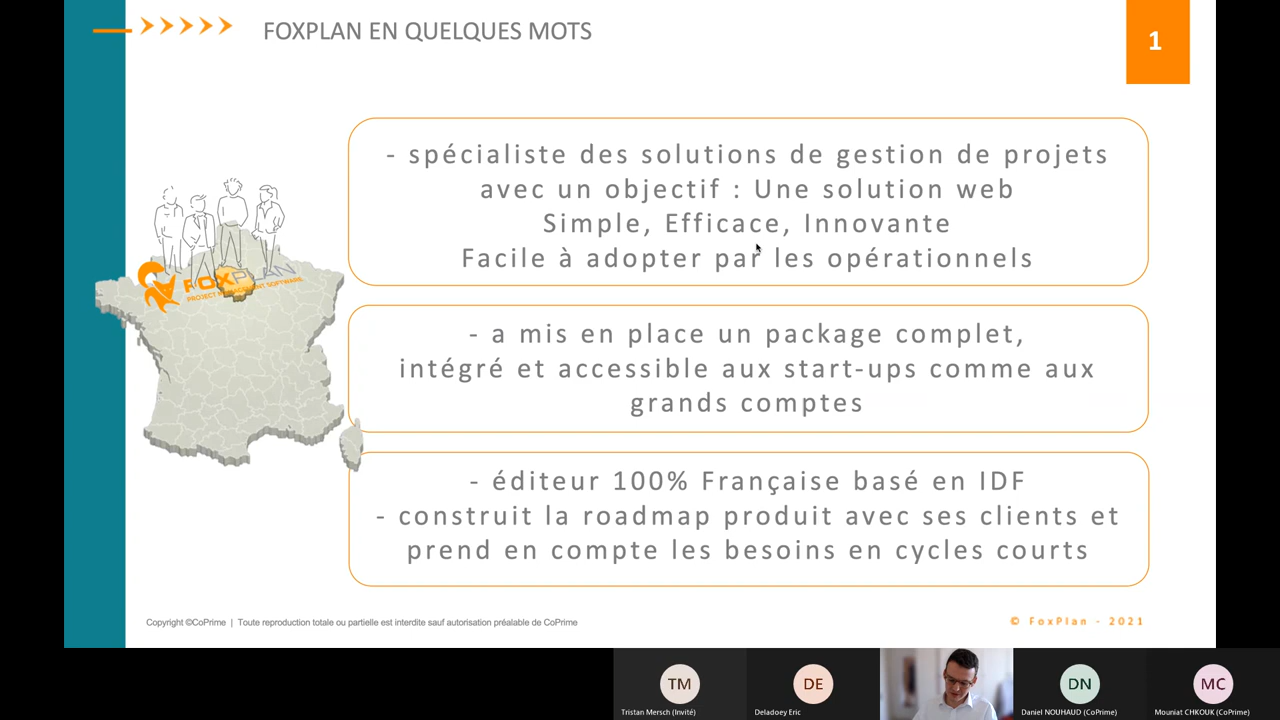 FOXPLAN EN QUELQUES MOTS
1
- spécialiste des solutions de gestion de projets
avec un objectif : Une solution web
Simple, Efficace, Innovante
Facile à adopter par les opérationnels
FOXPLAN
PROJECT MANAGEMENT SOFTWARE
- a mis en place un package complet,
intégré et accessible aux start-ups comme aux
grands comptes
- éditeur 100% Française basé en IDF
- construit la roadmap produit avec ses clients et
prend en compte les besoins en cycles courts
Copyright ©CoPrime | Toute reproduction totale ou partielle est interdite sauf autorisation préalable de CoPrime
© FoxPlan - 2021
TM
DE
DN
MC
Tristan Mersch (Invité)
Deladoey Eric
Daniel NOUHAUD (CoPrime)
Mouniat CHKOUK (CoPrime)